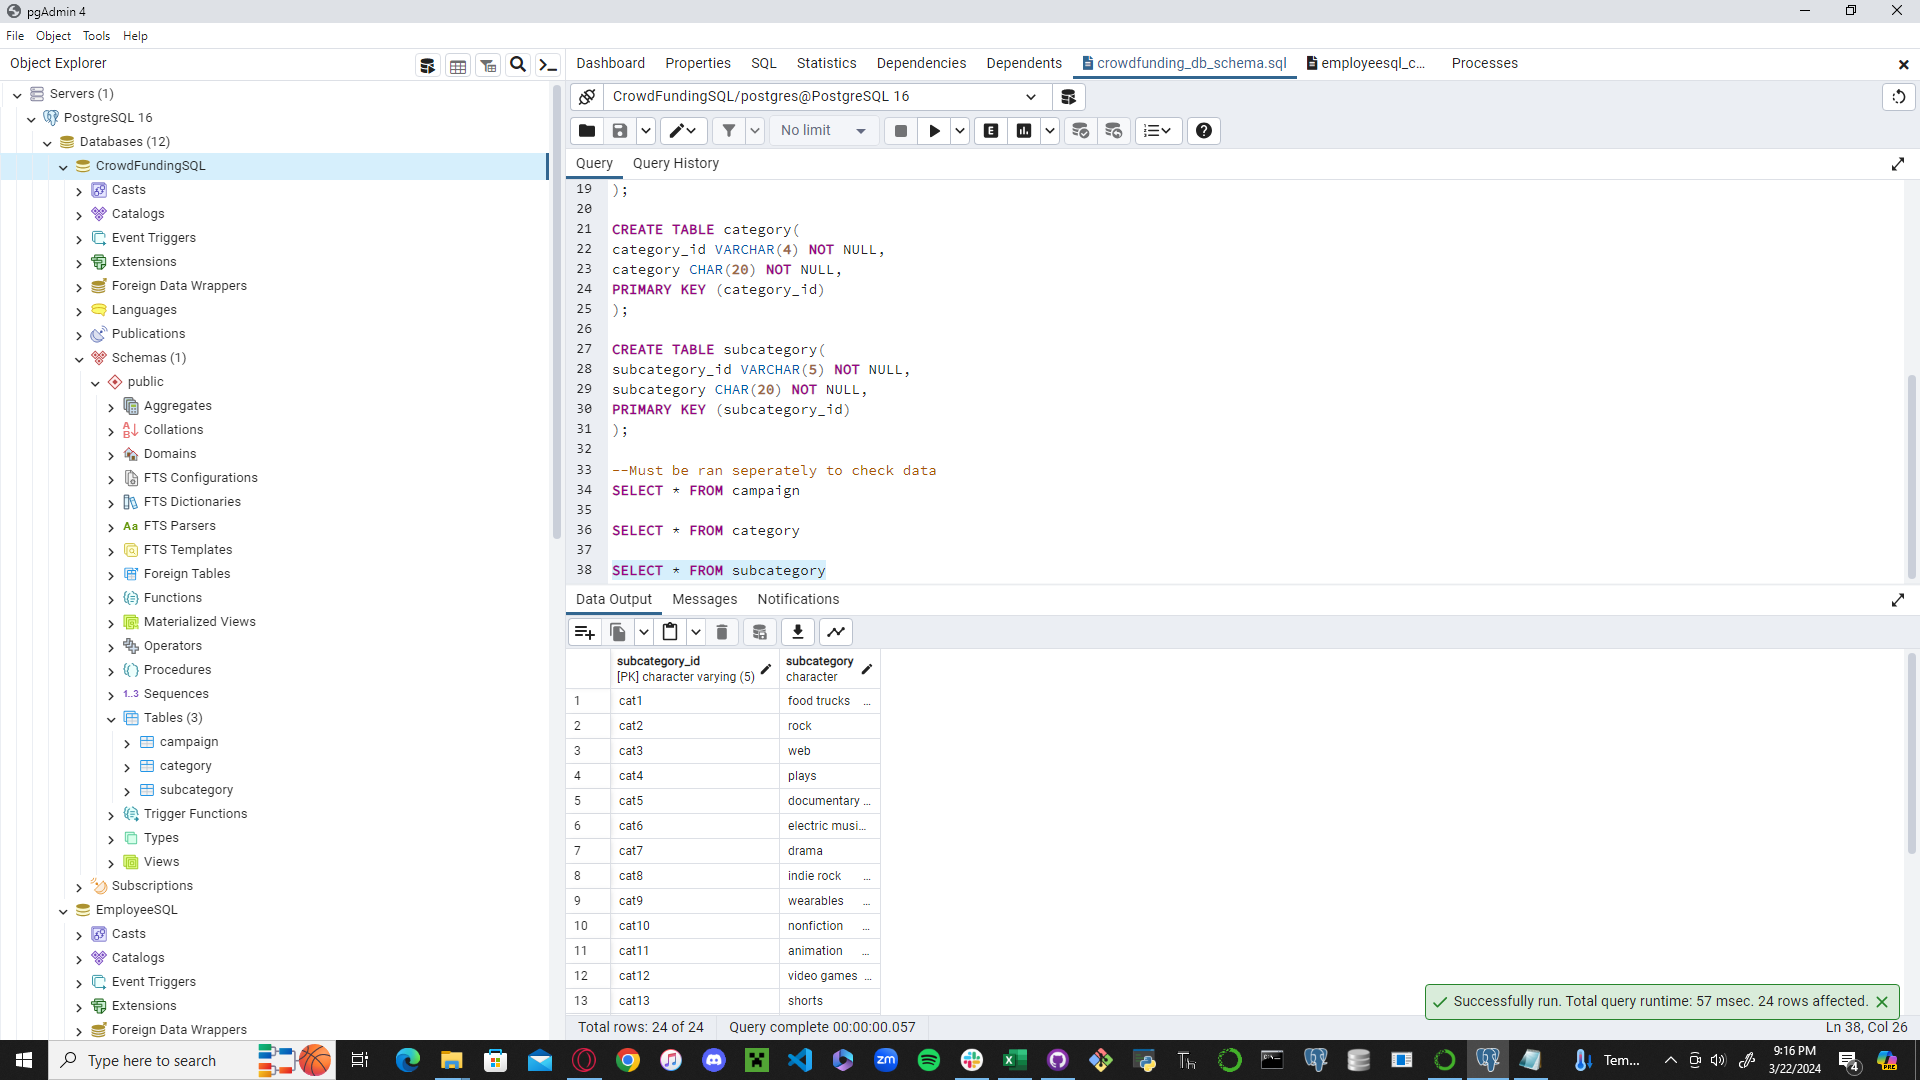 pgAdmin 4
File Object Tools Help
Object Explorer
Dashboard Properties SQL Statistics Dependencies Dependents crowdfunding_db_schema.sql employeesql_c... Processes
Servers (1)
PostgreSQL 16
Databases (12)
CrowdFundingSQL
Casts
Catalogs
Event Triggers
Extensions
Foreign Data Wrappers
Languages
Publications
Schemas (1)
public
Aggregates
Collations
Domains
FTS Configurations
FTS Dictionaries
Aa FTS Parsers
FTS Templates
Foreign Tables
Functions
Materialized Views
Operators
Procedures
1..3 Sequences
Tables (3)
campaign
category
subcategory
Trigger Functions
Types
Views
Subscriptions
EmployeeSQL
Casts
Catalogs
Event Triggers
Extensions
Foreign Data Wrappers
CrowdFundingSQL/postgres@PostgreSQL 16
No limit
E
Query Query History
19 );
20
21 CREATE TABLE category(
22 category_id VARCHAR(4) NOT NULL,
23 category CHAR(20) NOT NULL,
24 PRIMARY KEY (category_id)
25 );
26
27 CREATE TABLE subcategory(
28 subcategory_id VARCHAR(5) NOT NULL,
29 subcategory CHAR(20) NOT NULL,
30 PRIMARY KEY (subcategory_id)
31 );
32
33 --Must be ran seperately to check data
34 SELECT * FROM campaign
35
36 SELECT * FROM category
37
38 SELECT * FROM subcategory
Data Output Messages Notifications
subcategory_id subcategory
[PK] character varying (5) character
1 cat1 food trucks ...
2 cat2 rock
3 cat3 web
4 cat4 plays
5 cat5 documentary ...
6 cat6 electric musi...
7 cat7 drama
8 cat8 indie rock ...
9 cat9 wearables ...
10 cat10 nonfiction ...
11 cat11 animation ...
12 cat12 video games ...
13 cat13 shorts
Successfully run. Total query runtime: 57 msec. 24 rows affected.
Total rows: 24 of 24 Query complete 00:00:00.057 Ln 38, Col 26
Type here to search
zm
Tem...
9:16 PM
3/22/2024
4
PRE